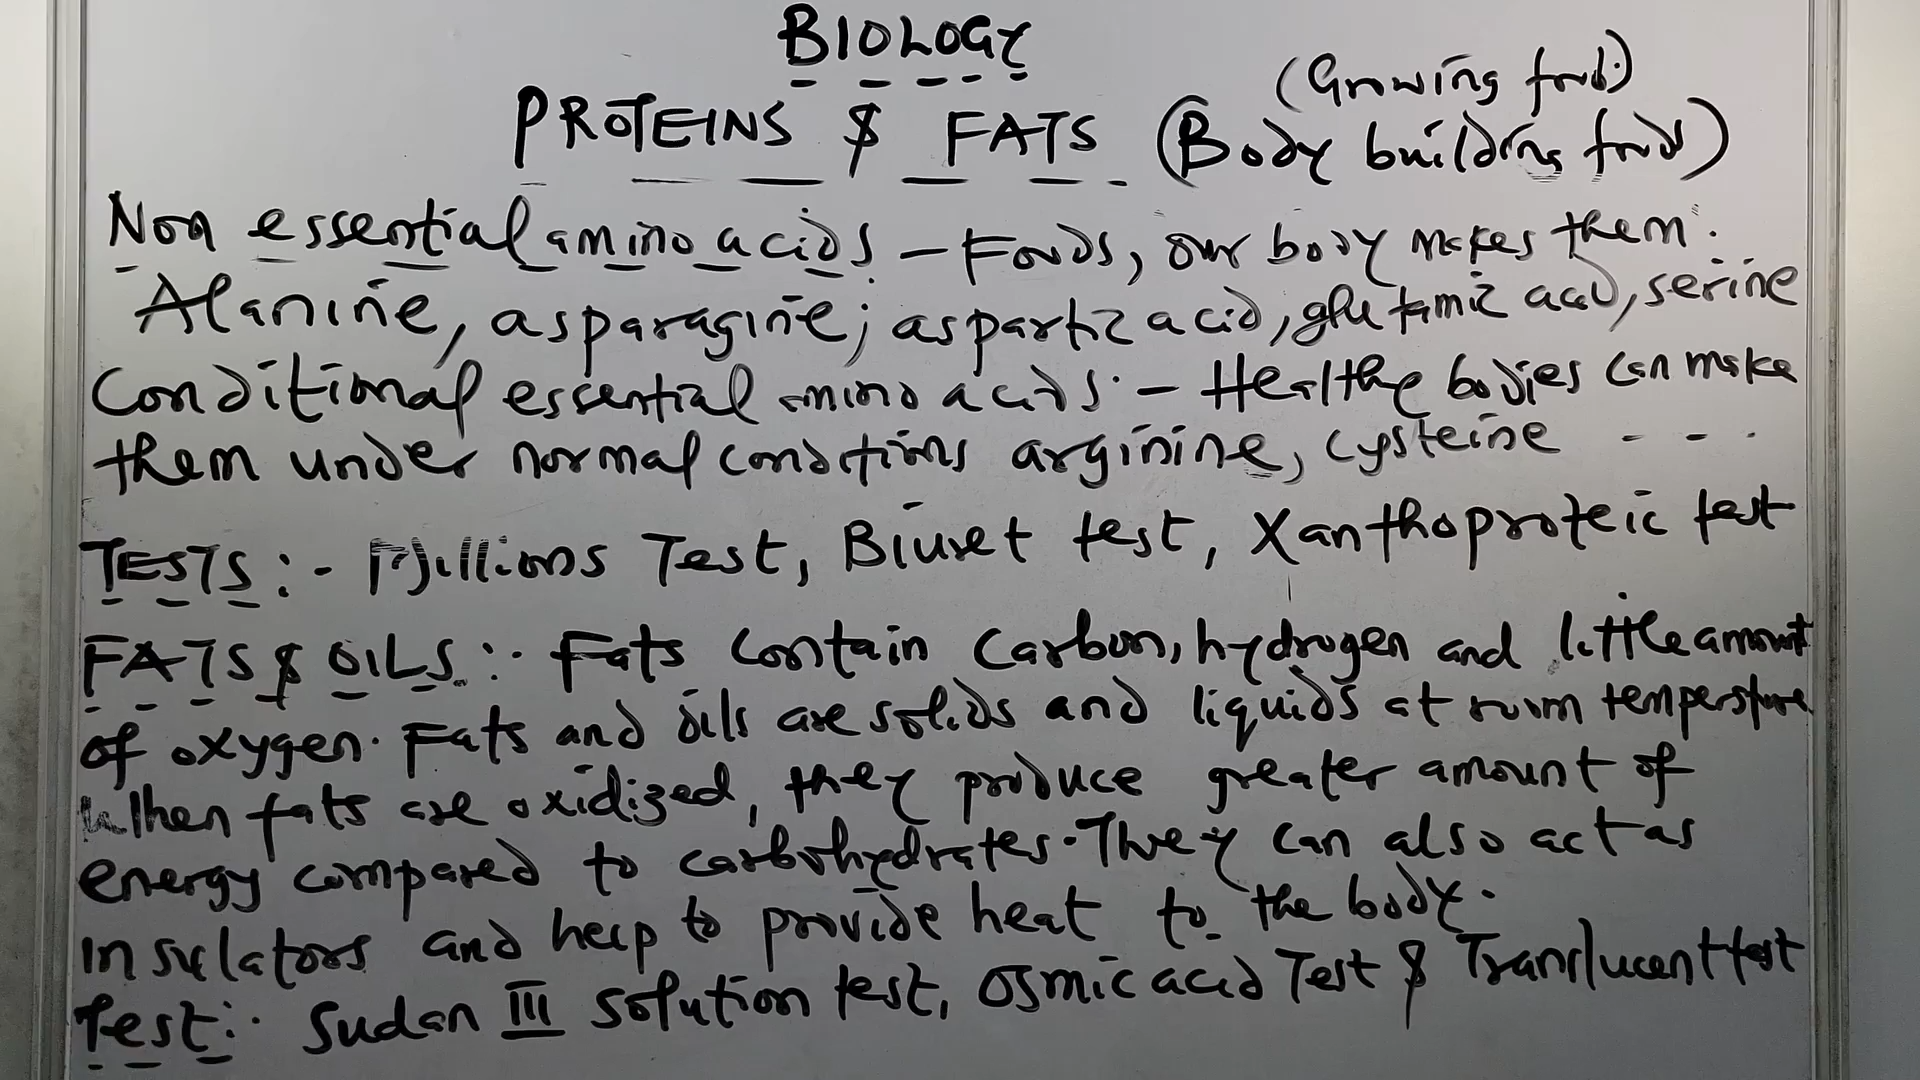 BIOLOGY
(Growing food.)
PROTEINS & FATS (Body building foods)
Non essential amino acids - Foods, our body makes them.
Alanine, asparagine; aspartic acid, glutamic acid, serine
Conditional essential amino acids. - Healthy bodies can make
them under normal conditions arginine, cysteine - - -
TESTS :- Millions Test, Biuret test, Xanthoproteic test
FATS & OILS :- Fats contain carbon, hydrogen and little amount
of oxygen. Fats and oils are solids and liquids at room temperature
When fats are oxidized, they produce greater amount of
energy compared to carbohydrates. They can also act as
insulators and help to provide heat to the body.
Test:- Sudan III solution test, Osmic acid Test & Translucent test